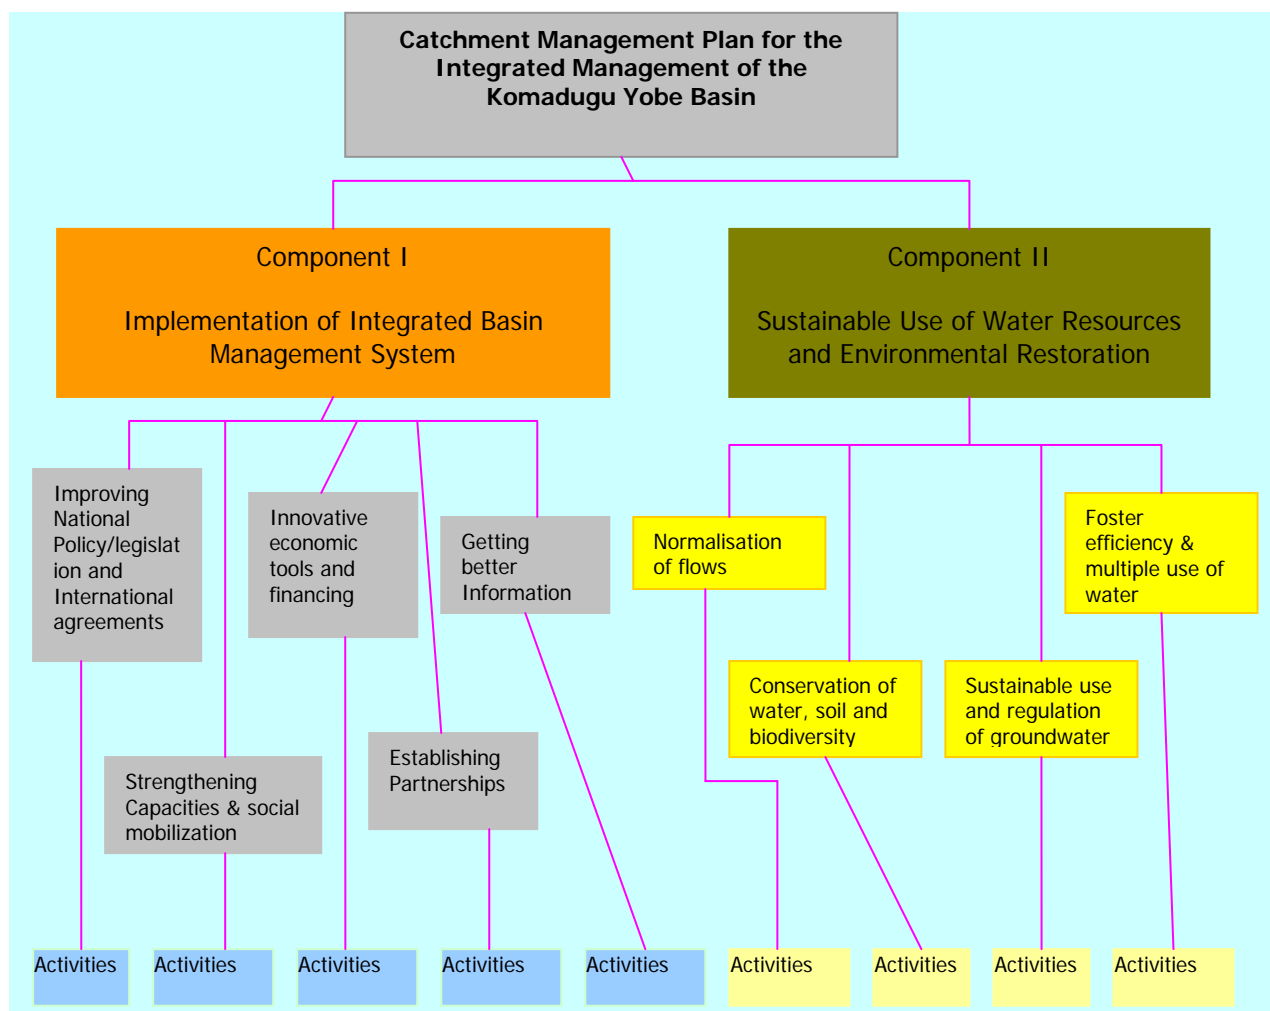 Catchment Management Plan for the
Integrated Management of the
Komadugu Yobe Basin
Component I
Implementation of Integrated Basin
Management System
Component II
Sustainable Use of Water Resources
and Environmental Restoration
Improving
National
Policy/legislat
ion and
International
agreements
Strengthening
Capacities & social
mobilization
Innovative
economic
tools and
financing
Establishing
Partnerships
Getting
better
Information
Normalisation
of flows
Conservation of
water, soil and
biodiversity
Sustainable use
and regulation
of groundwater
Foster
efficiency &
multiple use of
water
Activities
Activities
Activities
Activities
Activities
Activities
Activities
Activities
Activities